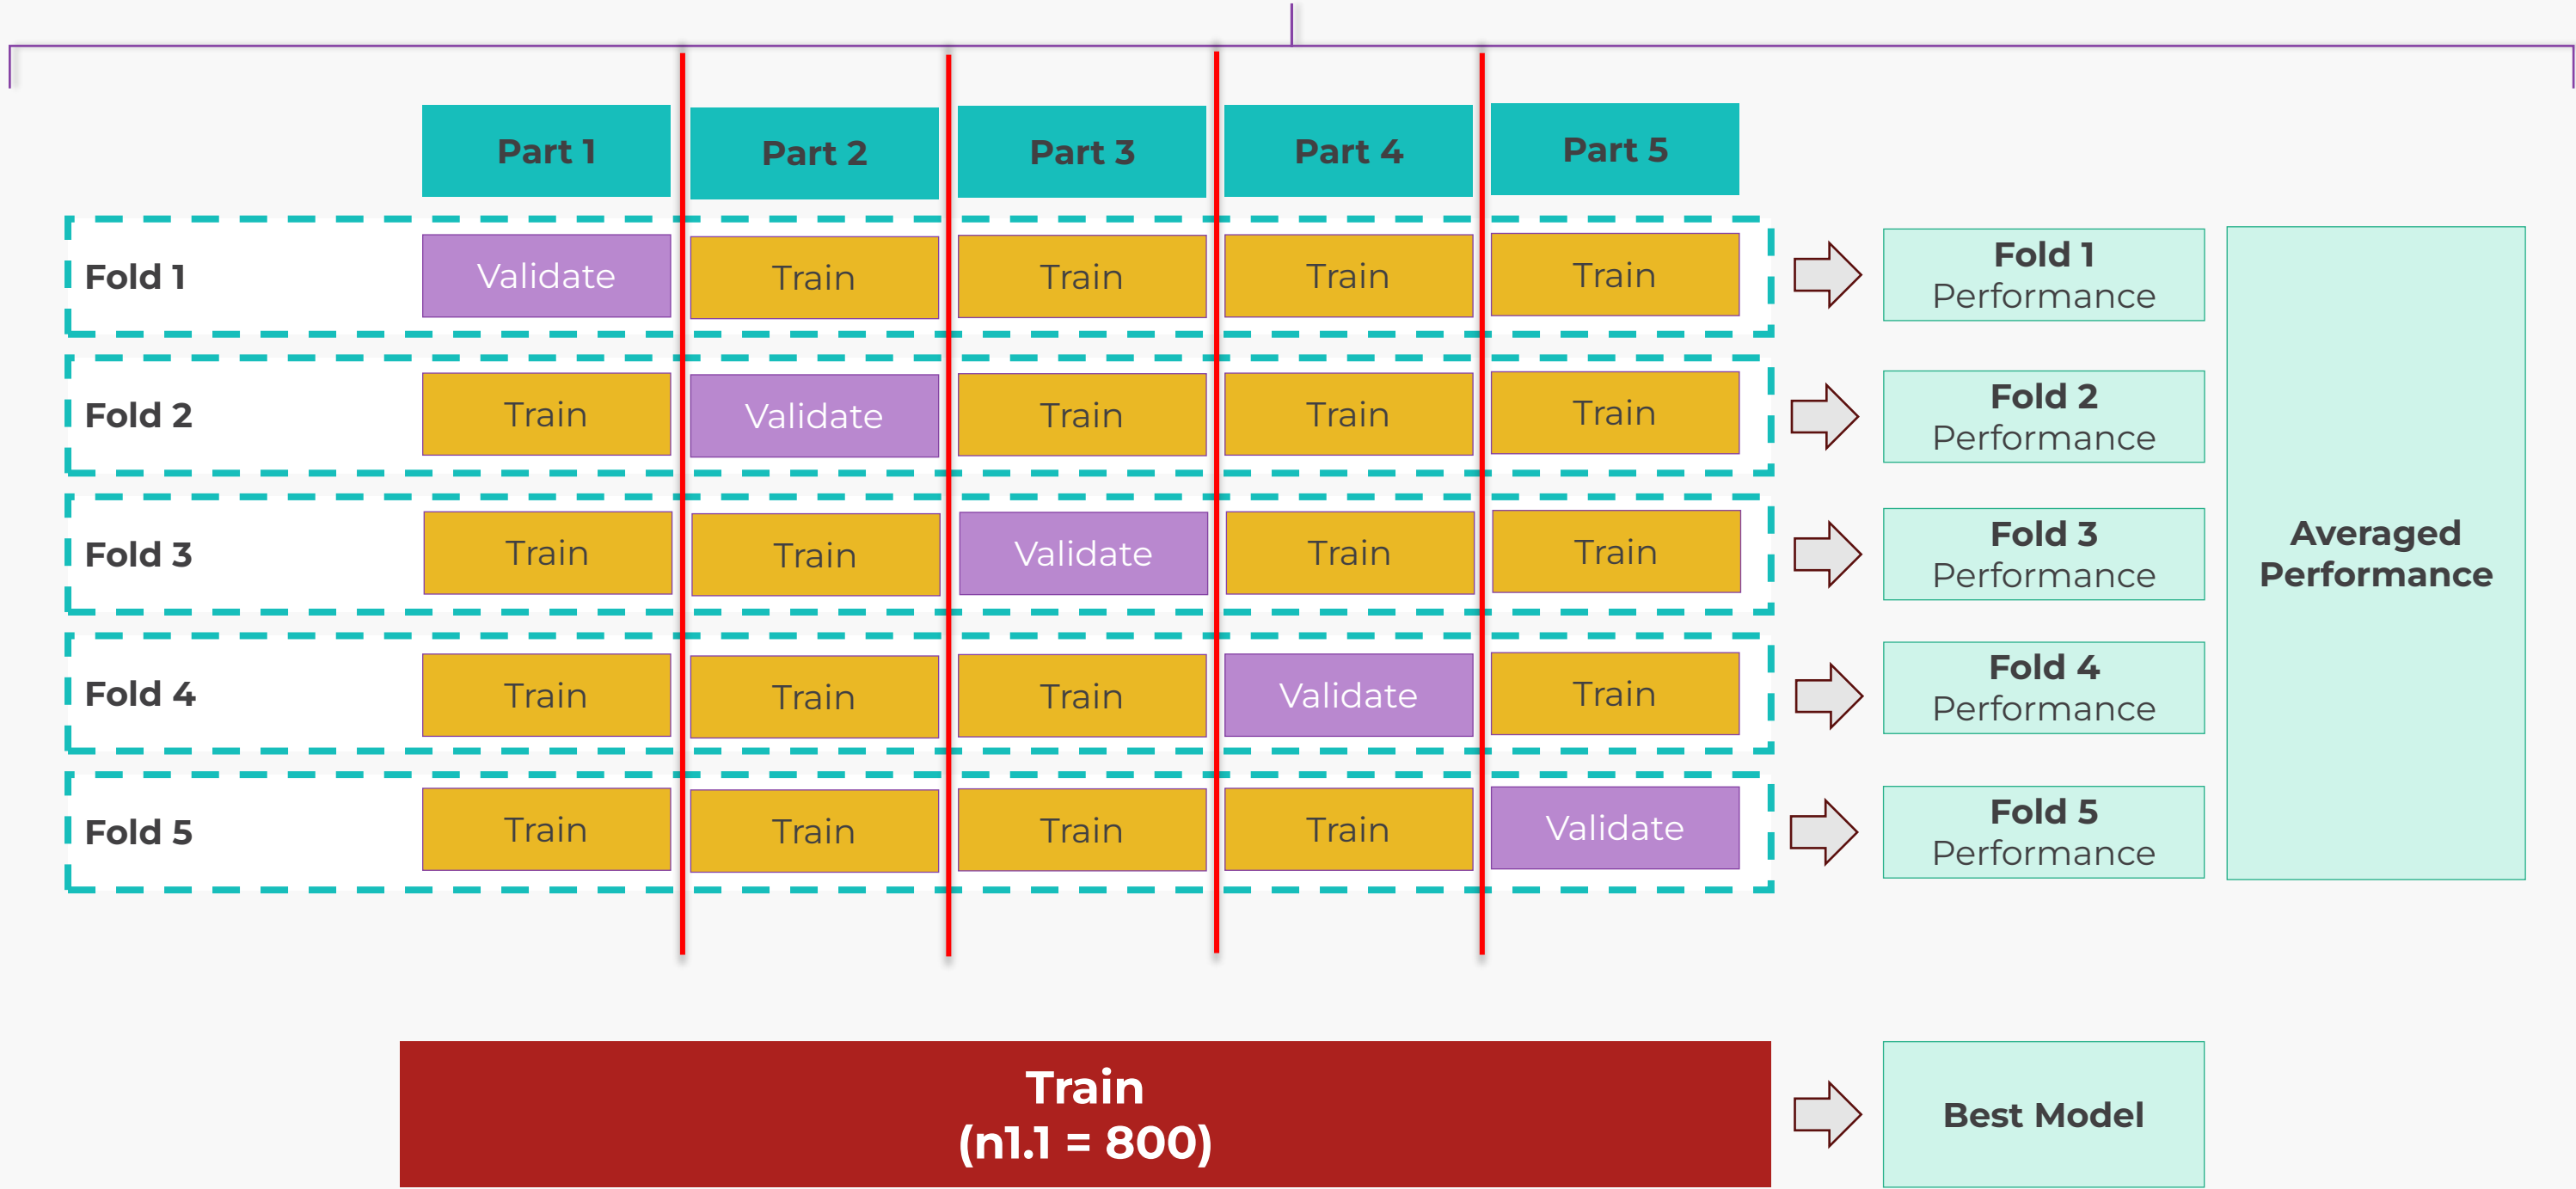 Part 1
Part 2
Part 3
Part 4
Part 5
Fold 1
Validate
Train
Train
Train
Train
Fold 1
Performance
Fold 2
Train
Validate
Train
Train
Train
Fold 2
Performance
Fold 3
Train
Train
Validate
Train
Train
Fold 3
Performance
Averaged
Performance
Fold 4
Train
Train
Train
Validate
Train
Fold 4
Performance
Fold 5
Train
Train
Train
Train
Validate
Fold 5
Performance
Train
(n1.1 = 800)
Best Model